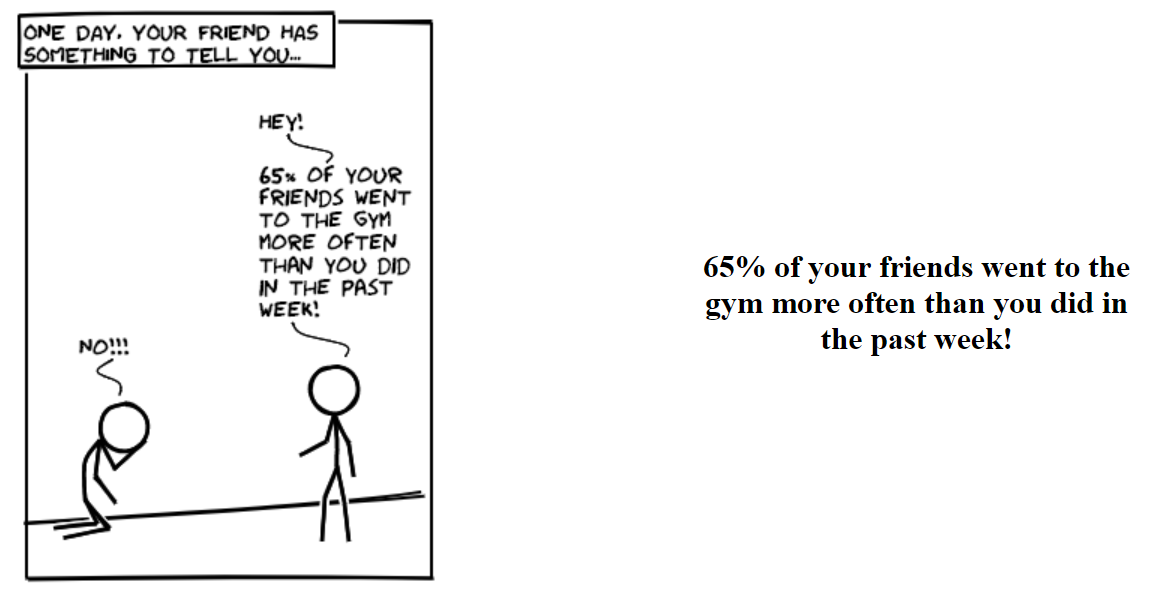 ONE DAY, YOUR FRIEND HAS
SOMETHING TO TELL YOU...
HEY!
65% OF YOUR
FRIENDS WENT
TO THE GYM
MORE OFTEN
THAN YOU DID
IN THE PAST
WEEK!
NO!!!
65% of your friends went to the
gym more often than you did in
the past week!